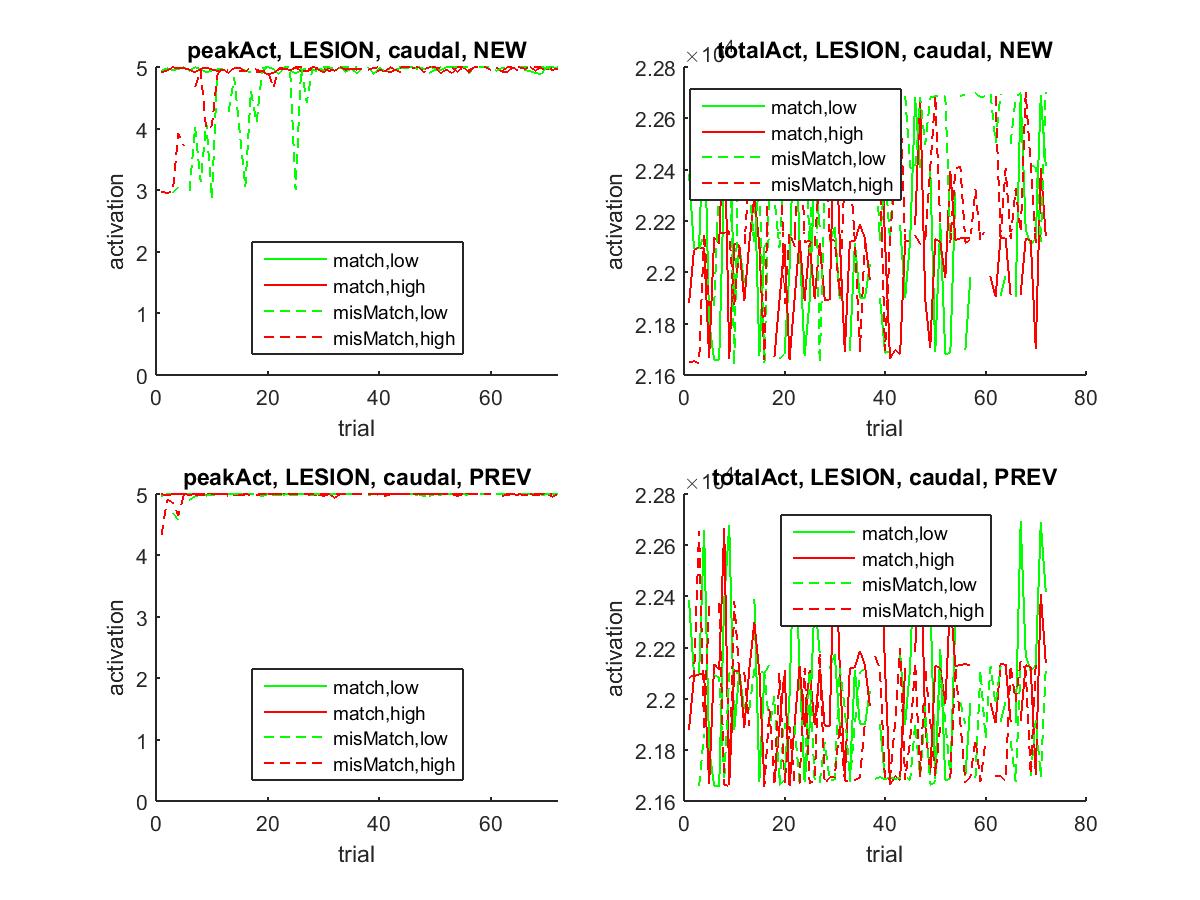 peakAct, LESION, caudal, NEW
5
4
3
2
1
0
0 20 40 60
activation
trial
match,low
match,high
misMatch,low
misMatch,high
totalAct, LESION, caudal, NEW
2.28
2.26
2.24
2.22
2.2
2.18
2.16
0 20 40 60 80
activation
trial
match,low
match,high
misMatch,low
misMatch,high
peakAct, LESION, caudal, PREV
5
4
3
2
1
0
0 20 40 60
activation
trial
match,low
match,high
misMatch,low
misMatch,high
totalAct, LESION, caudal, PREV
2.28
2.26
2.24
2.22
2.2
2.18
2.16
0 20 40 60 80
activation
trial
match,low
match,high
misMatch,low
misMatch,high